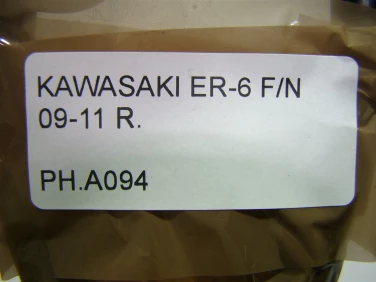 KAWASAKI ER-6 F/N
09-11 R.
PH.A094